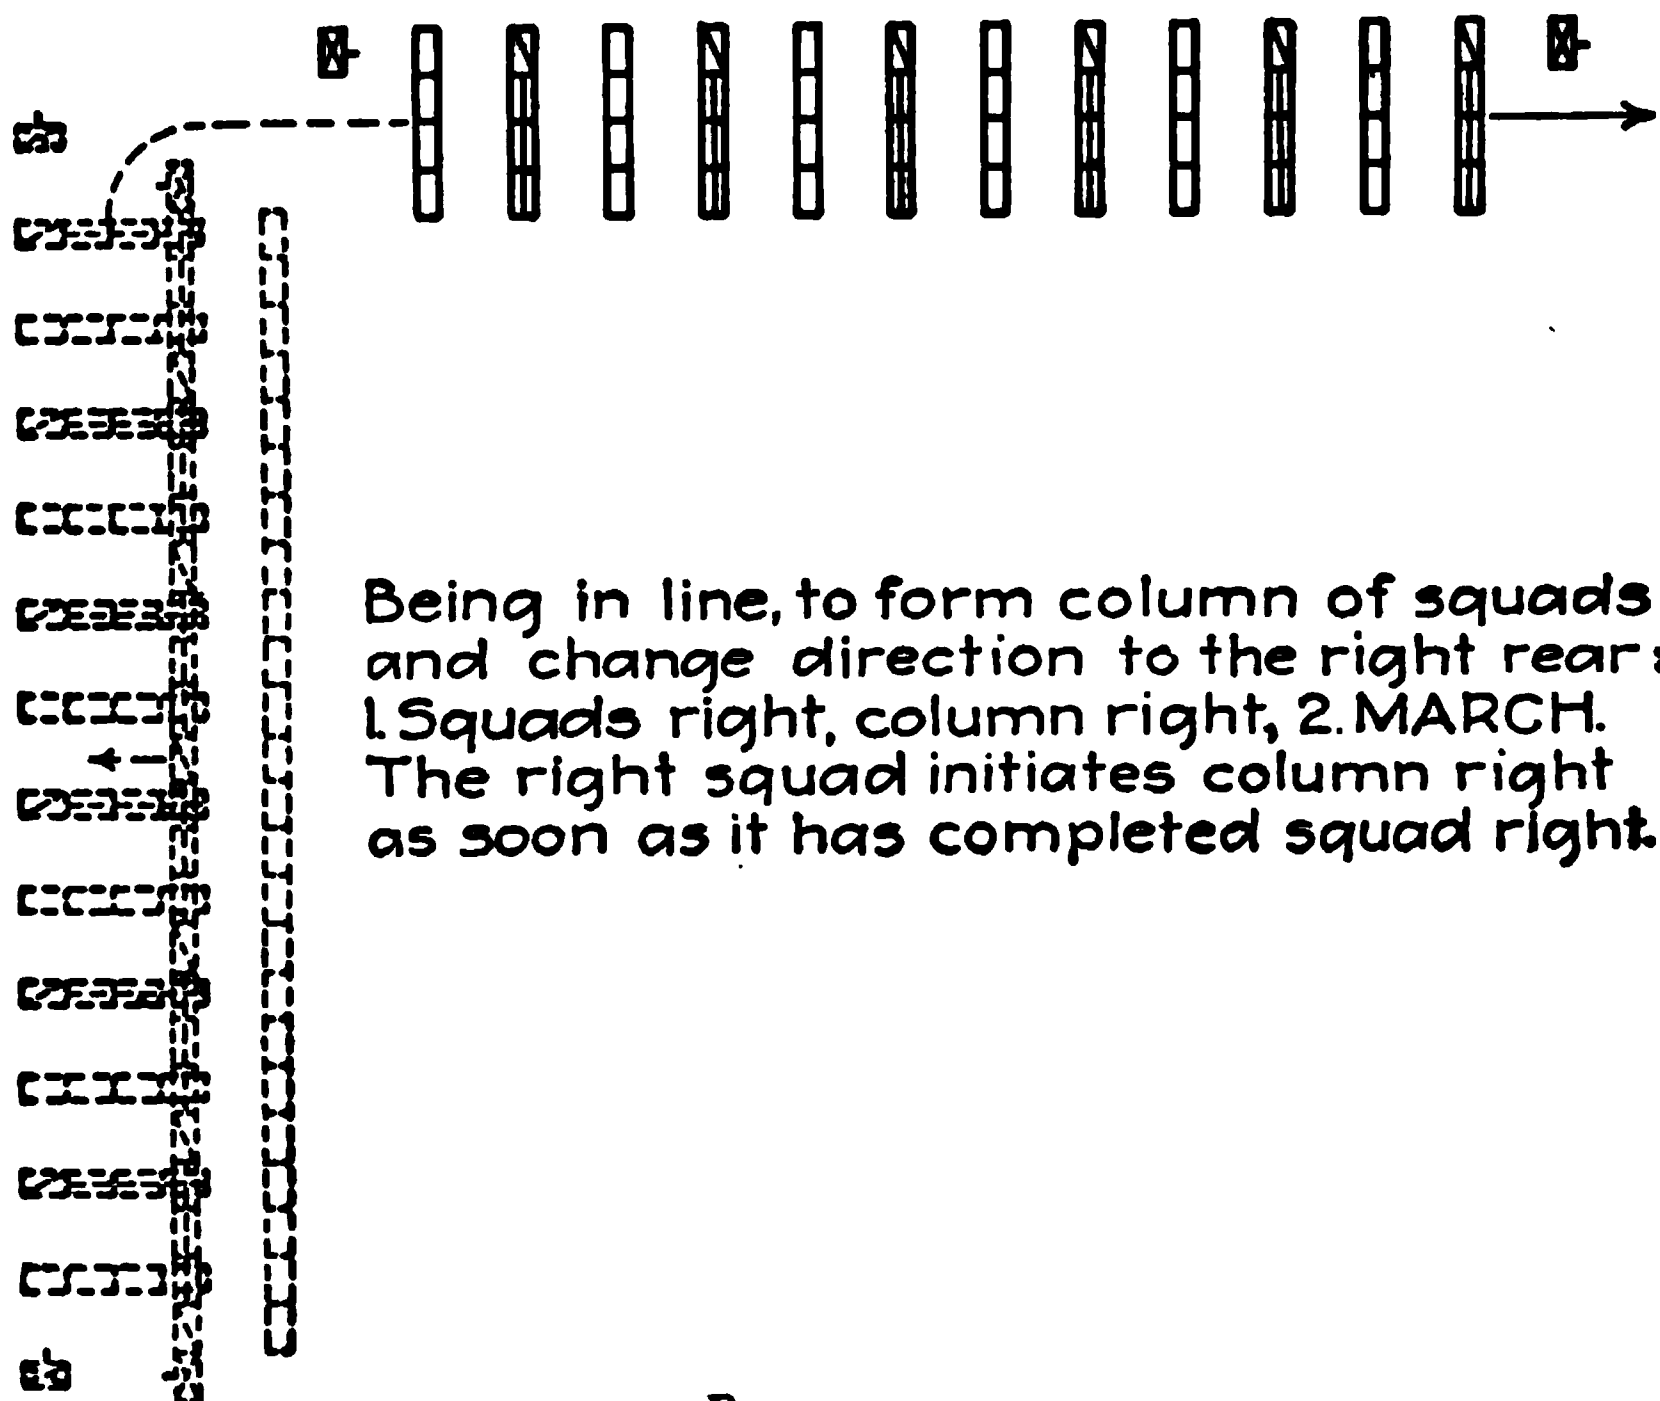 Being in line, to form column of squads
and change direction to the right rear:
1. Squads right, column right, 2. MARCH.
The right squad initiates column right
as soon as it has completed squad right.